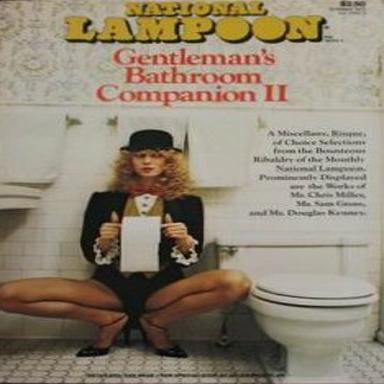 NATIONAL
LAMPOON
$2.50
Gentleman's
Bathroom
Companion II
A Miscellany, Risque,
of Choice Selections
from the Bounteous
Ribaldry of the Monthly
National Lampoon.
Prominently Displayed
are the Works of
Mr. Chris Miller,
Mr. Sam Gross,
and Mr. Douglas Kenney.